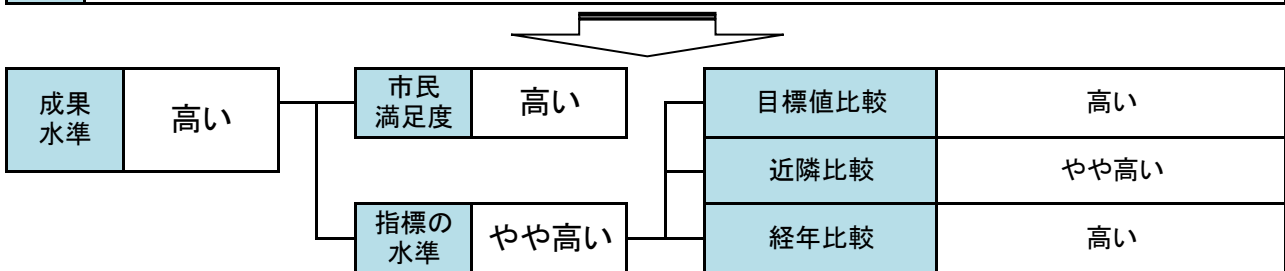 成果
水準
高い
市民
満足度
高い
指標の
水準
やや高い
目標値比較
高い
近隣比較
やや高い
経年比較
高い